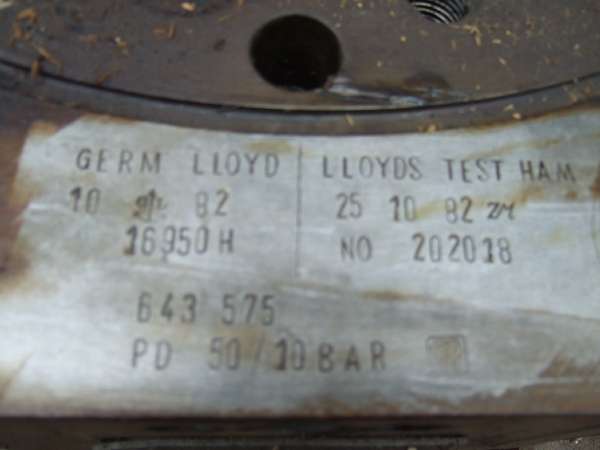 GERM LLOYD
10 82
16950 H
LLOYDS TEST HAM
25 10 82
NO 202018
643 575
PD 50/10 BAR